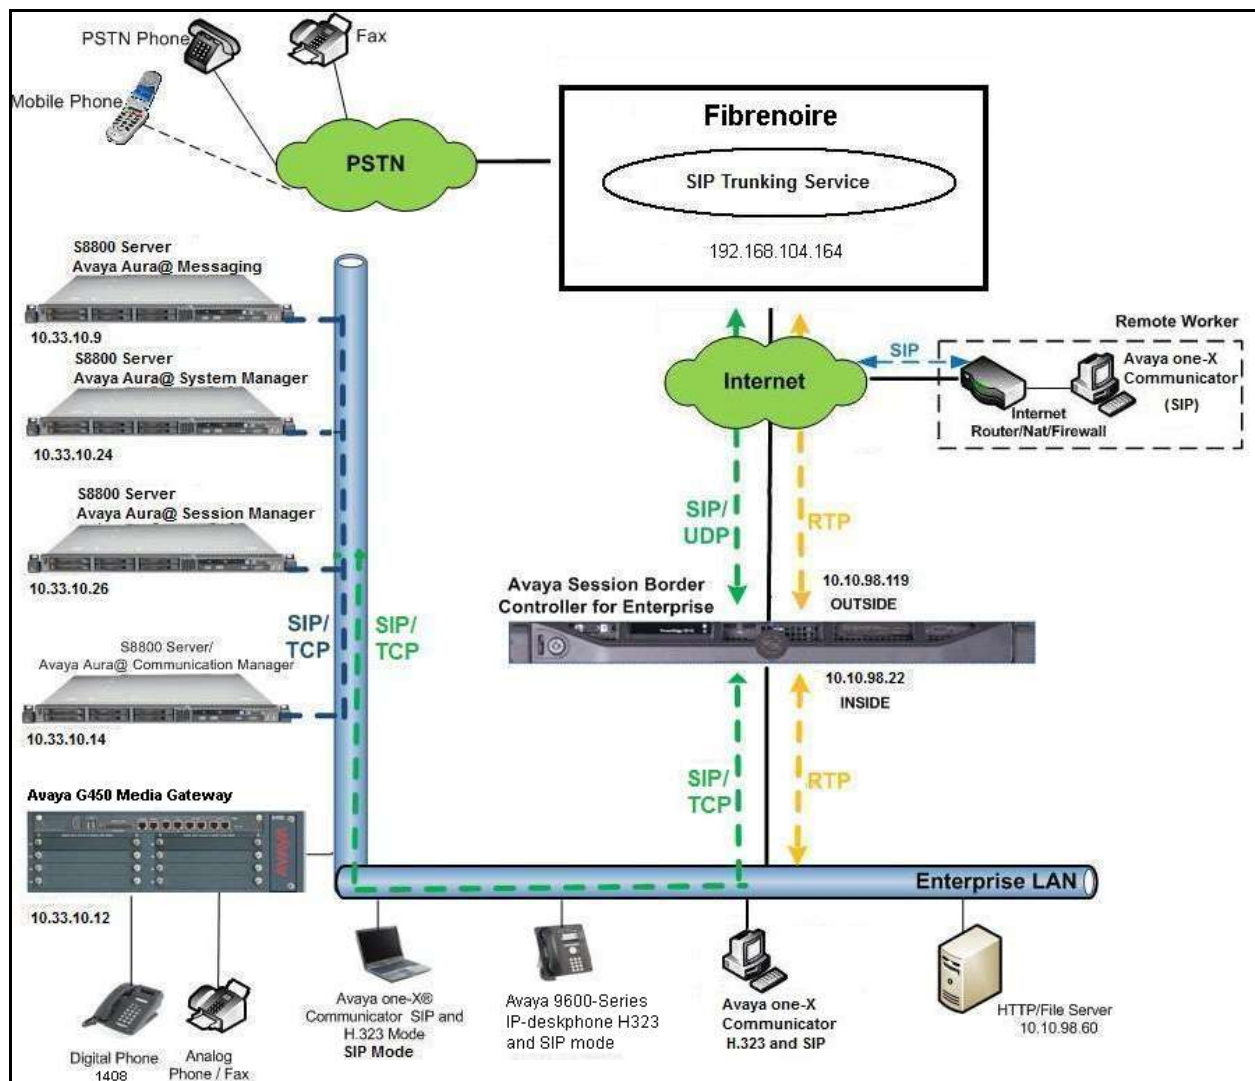 PSTN Phone
Fax
Mobile Phone
PSTN
Fibrenoire
SIP Trunking Service
192.168.104.164
S8800 Server
Avaya Aura@ Messaging
10.33.10.9
S8800 Server
Avaya Aura@ System Manager
10.33.10.24
S8800 Server
Avaya Aura@ Session Manager
10.33.10.26
S8800 Server/
Avaya Aura@ Communication Manager
10.33.10.14
SIP/
TCP
SIP/
TCP
Internet
SIP
Remote Worker
Avaya one-X
Communicator
(SIP)
Internet
Router/Nat/Firewall
SIP/
UDP
RTP
Avaya Session Border
Controller for Enterprise
10.10.98.119
OUTSIDE
10.10.98.22
INSIDE
SIP/
TCP
RTP
Avaya G450 Media Gateway
AVAYA
10.33.10.12
Enterprise LAN
Digital Phone
1408
Analog
Phone / Fax
Avaya one-X®
Communicator SIP and
H.323 Mode
SIP Mode
Avaya 9600-Series
IP-deskphone H323
and SIP mode
Avaya one-X
Communicator
H.323 and SIP
HTTP/File Server
10.10.98.60